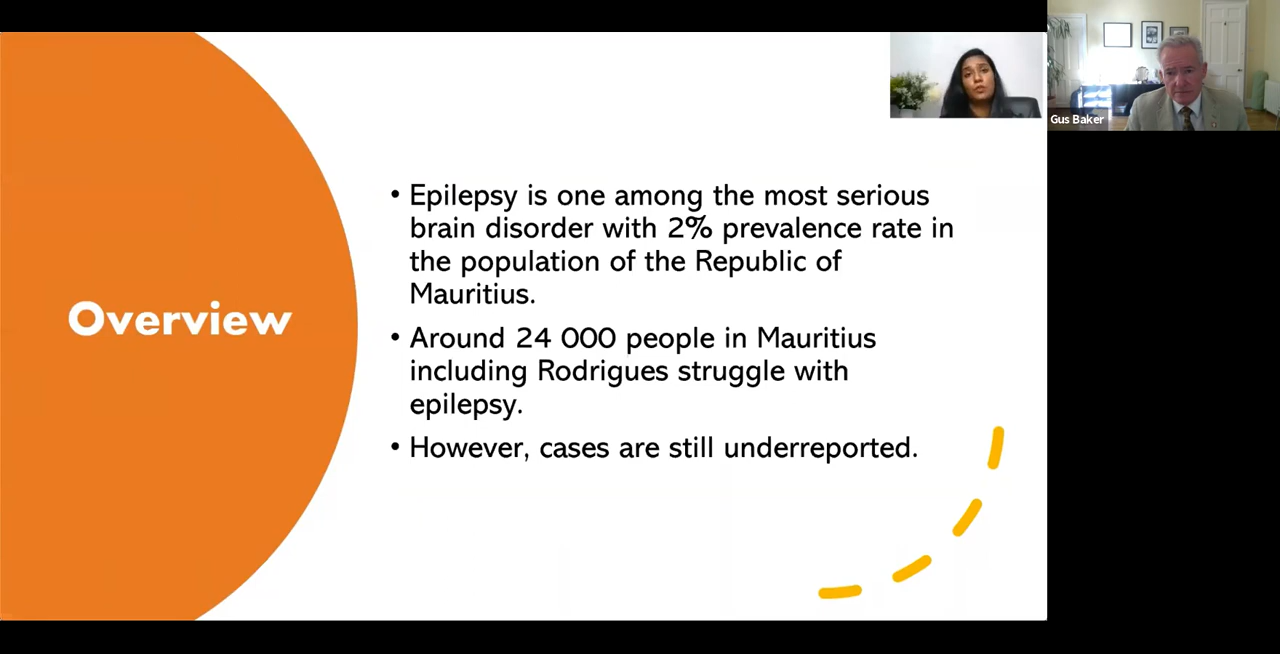 Overview
• Epilepsy is one among the most serious
brain disorder with 2% prevalence rate in
the population of the Republic of
Mauritius.
• Around 24 000 people in Mauritius
including Rodrigues struggle with
epilepsy.
• However, cases are still underreported.
Gus Baker